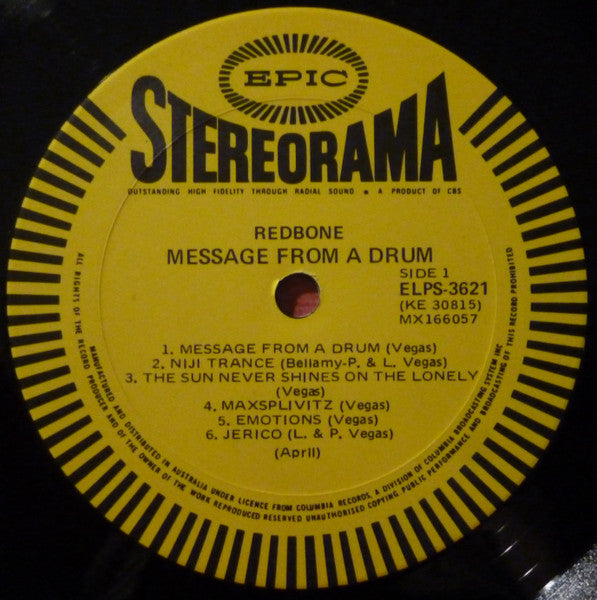 EPIC
STEREORAMA
OUTSTANDING HIGH FIDELITY THROUGH RADIAL SOUND • A PRODUCT OF CBS
REDBONE
MESSAGE FROM A DRUM
SIDE 1
ELPS-3621
(KE 30815)
MX166057
1. MESSAGE FROM A DRUM (Vegas)
2. NIJI TRANCE (Bellamy-P. & L. Vegas)
3. THE SUN NEVER SHINES ON THE LONELY
(Vegas)
4. MAXSPLIVITZ (Vegas)
5. EMOTIONS (Vegas)
6. JERICO (L. & P. Vegas)
(April)
MANUFACTURED AND DISTRIBUTED IN AUSTRALIA UNDER LICENCE FROM COLUMBIA RECORDS, A DIVISION OF COLUMBIA BROADCASTING SYSTEM INC
ALL RIGHTS OF THE RECORD PRODUCER AND OF THE OWNER OF THE WORK REPRODUCED RESERVED UNAUTHORISED COPYING PUBLIC PERFORMANCE AND BROADCASTING OF THIS RECORD PROHIBITED